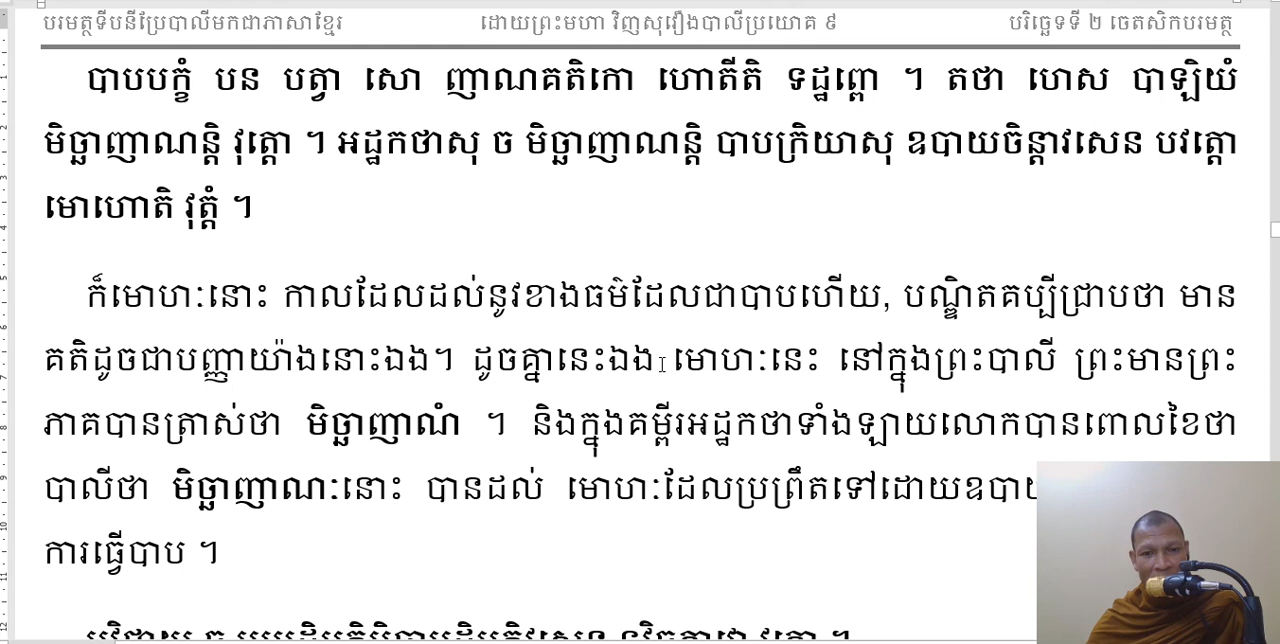 បរមត្ថទីបនីប្រែបាលីមកជាភាសាខ្មែរ ដោយព្រះមហា វិញសុវឿងបាលីប្រយោគ ៩ បរិច្ឆេទទី ២ ចេតសិកបរមត្ថ
បាបបក្ខំ បន បត្វា សោ ញាណគតិកោ ហោតីតិ ទដ្ឋព្ពោ ។ តថា ហេស បាឡិយំ
មិច្ឆាញាណន្តិ វុត្តោ ។ អដ្ឋកថាសុ ច មិច្ឆាញាណន្តិ បាបក្រិយាសុ ឧបាយចិន្តាវសេន បវត្តោ
មោហោតិ វុត្តំ ។
ក៏មោហៈនោះ កាលដែលដល់នូវខាងធម៌ដែលជាបាបហើយ, បណ្ឌិតគប្បីជ្រាបថា មាន
គតិដូចជាបញ្ញាយ៉ាងនោះឯង។ ដូចគ្នានេះឯង មោហៈនេះ នៅក្នុងព្រះបាលី ព្រះមានព្រះ
ភាគបានត្រាស់ថា មិច្ឆាញាណំ ។ និងក្នុងគម្ពីរអដ្ឋកថាទាំងឡាយលោកបានពោលខៃថា
បាលីថា មិច្ឆាញាណៈនោះ បានដល់ មោហៈដែលប្រព្រឹតទៅដោយឧបាយ
ការធ្វើបាប ។